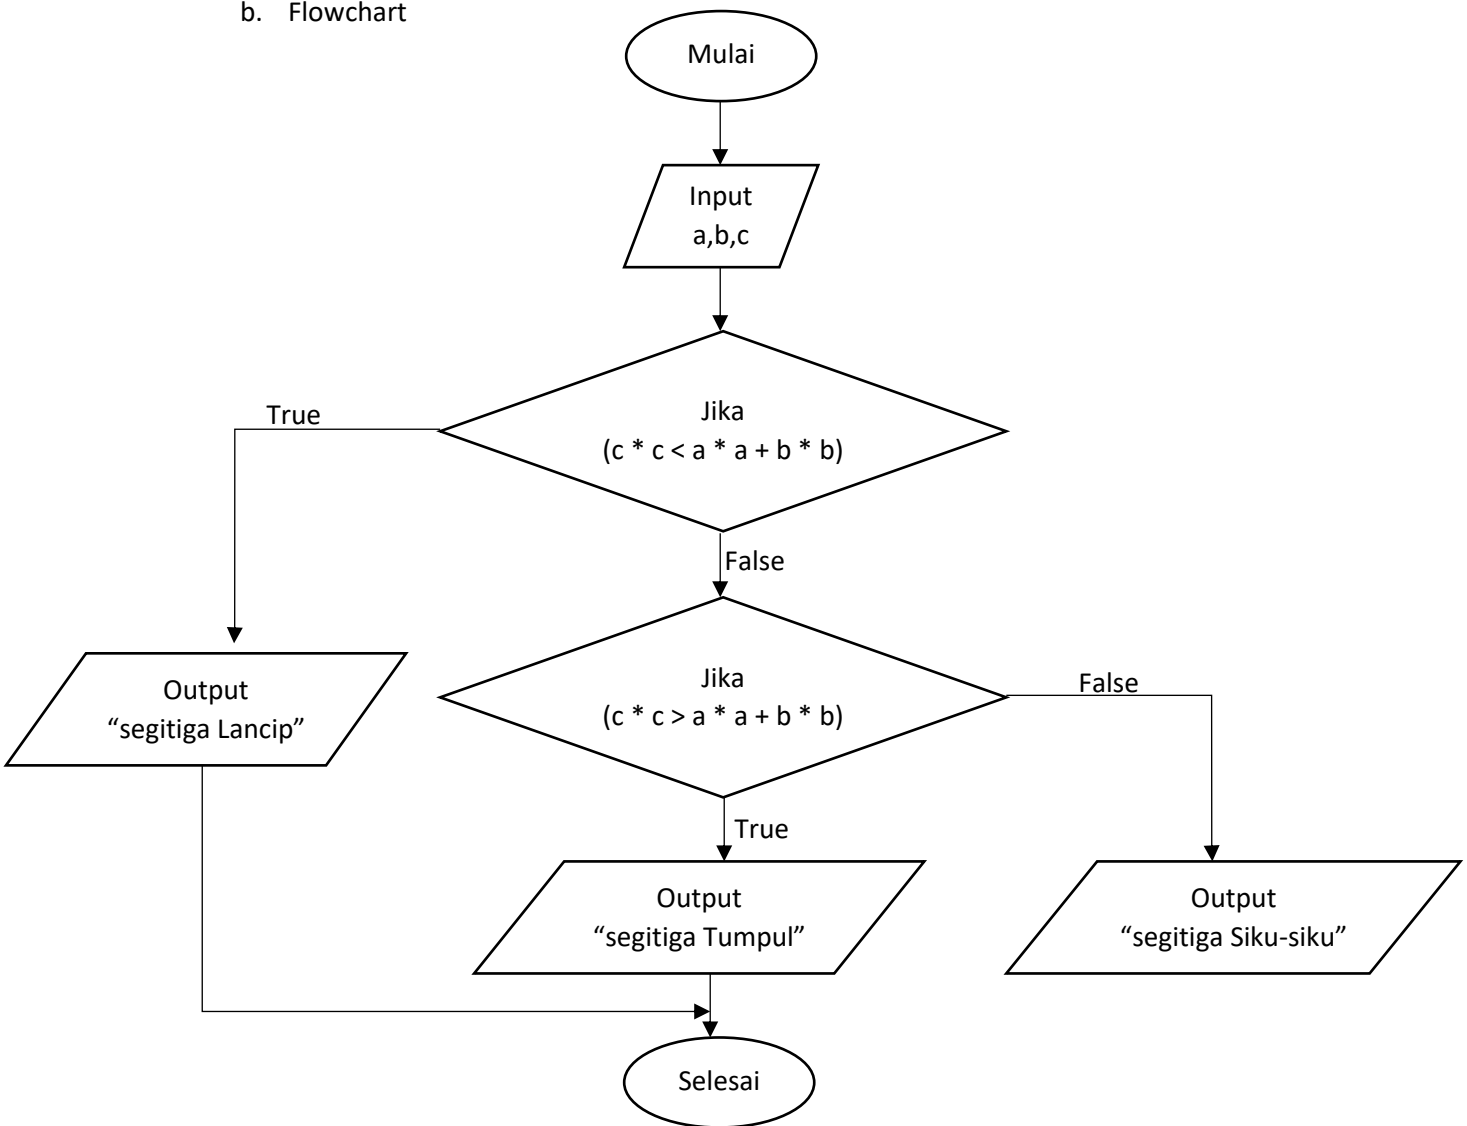 b. Flowchart
Mulai
Input
a,b,c
Jika
(c * c < a * a + b * b)
True
False
Jika
(c * c > a * a + b * b)
False
Output
“segitiga Lancip”
True
Output
“segitiga Tumpul”
Output
“segitiga Siku-siku”
Selesai